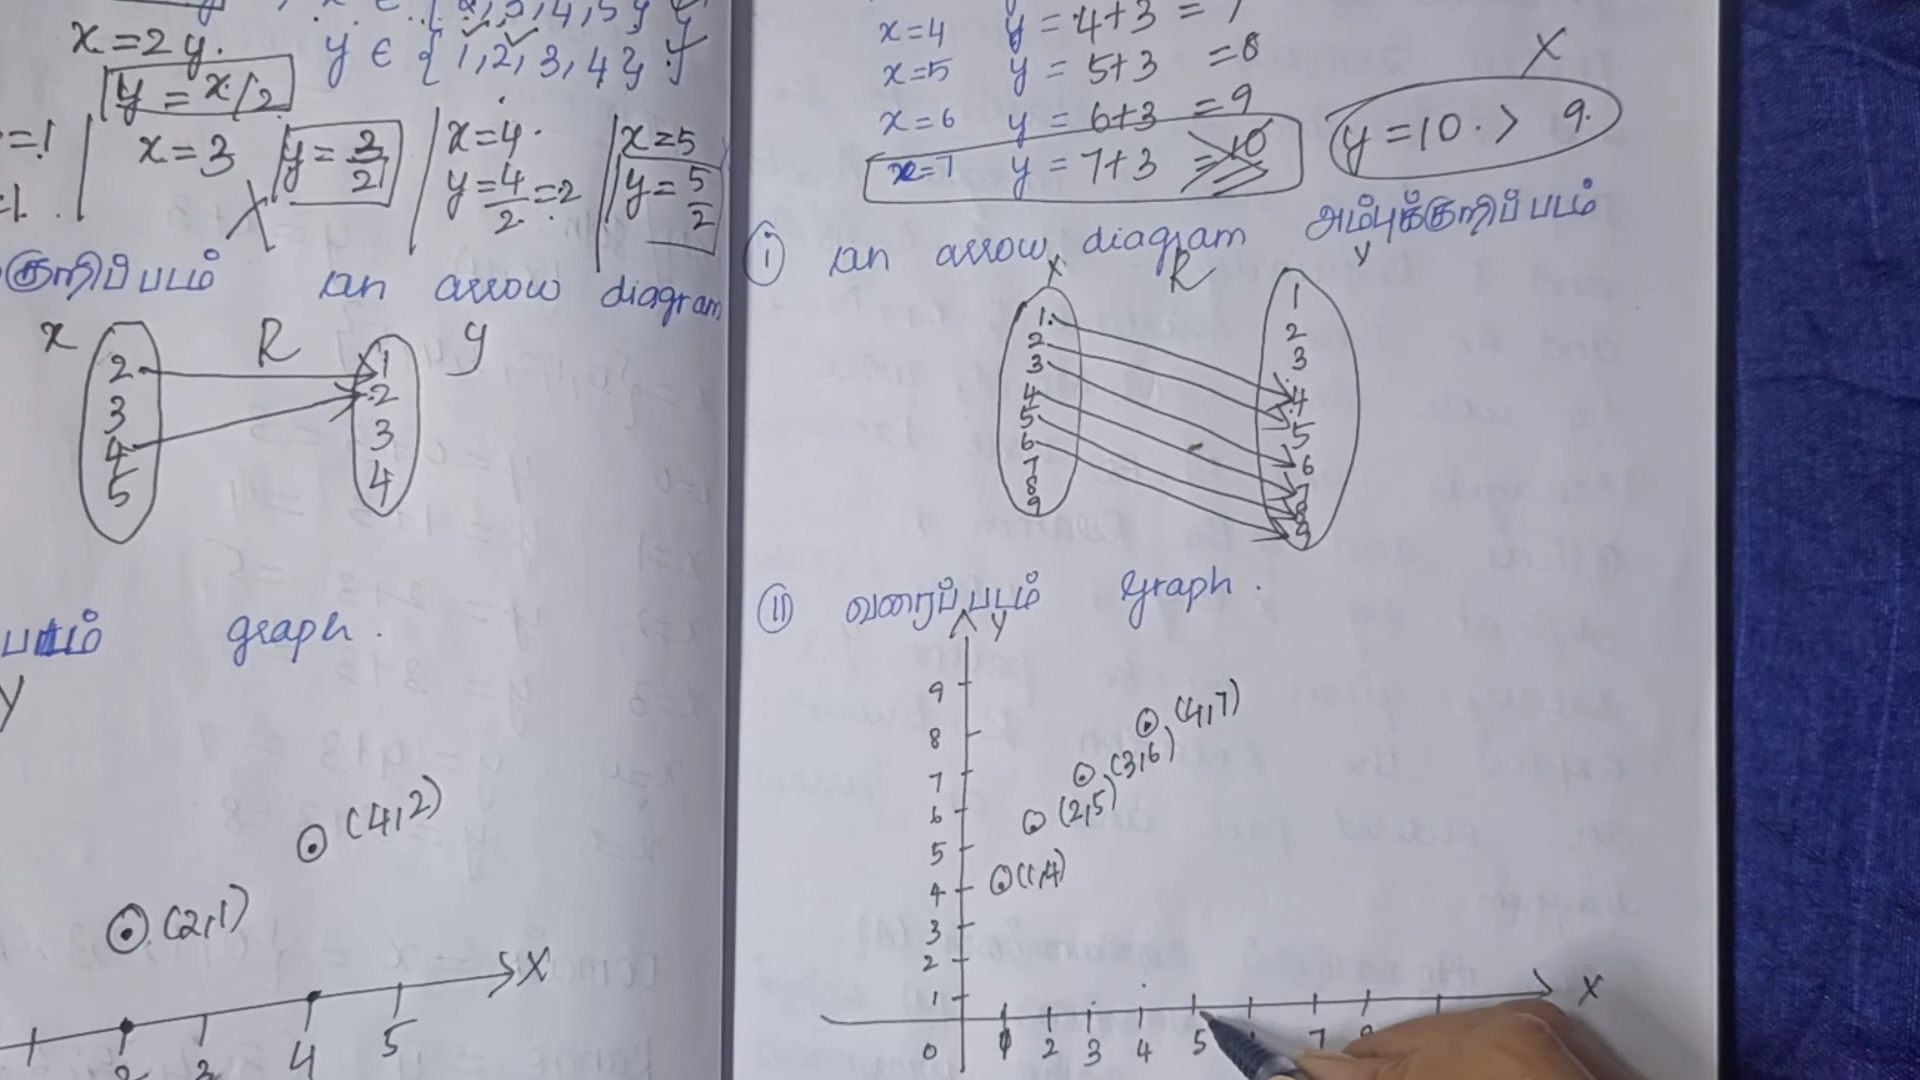 x = 2y. y ∈ {1, 2, 3, 4}
y = x/2
x = 3 y = 3/2 x = 4 y = 4/2 = 2 x = 5 y = 5/2
குறிப்படம் an arrow diagram
x R y
2 1
3 2
4 3
5 4
graph.
Y
(4,2)
(2,1)
X
3 4 5
x=4 y = 4+3 = 7
x=5 y = 5+3 = 8
x=6 y = 6+3 = 9
x=7 y = 7+3 = 10
X
y = 10 > 9
(i) an arrow diagram அம்புக்குறிப்படம்
X R Y
1 1
2 2
3 3
4 4
5 5
6 6
7 7
8 8
9 9
(ii) வரைப்படம் graph.
Y
9
8 (4,7)
7 (3,6)
6 (2,5)
5
4 (1,4)
3
2
1 X
0 1 2 3 4 5 7